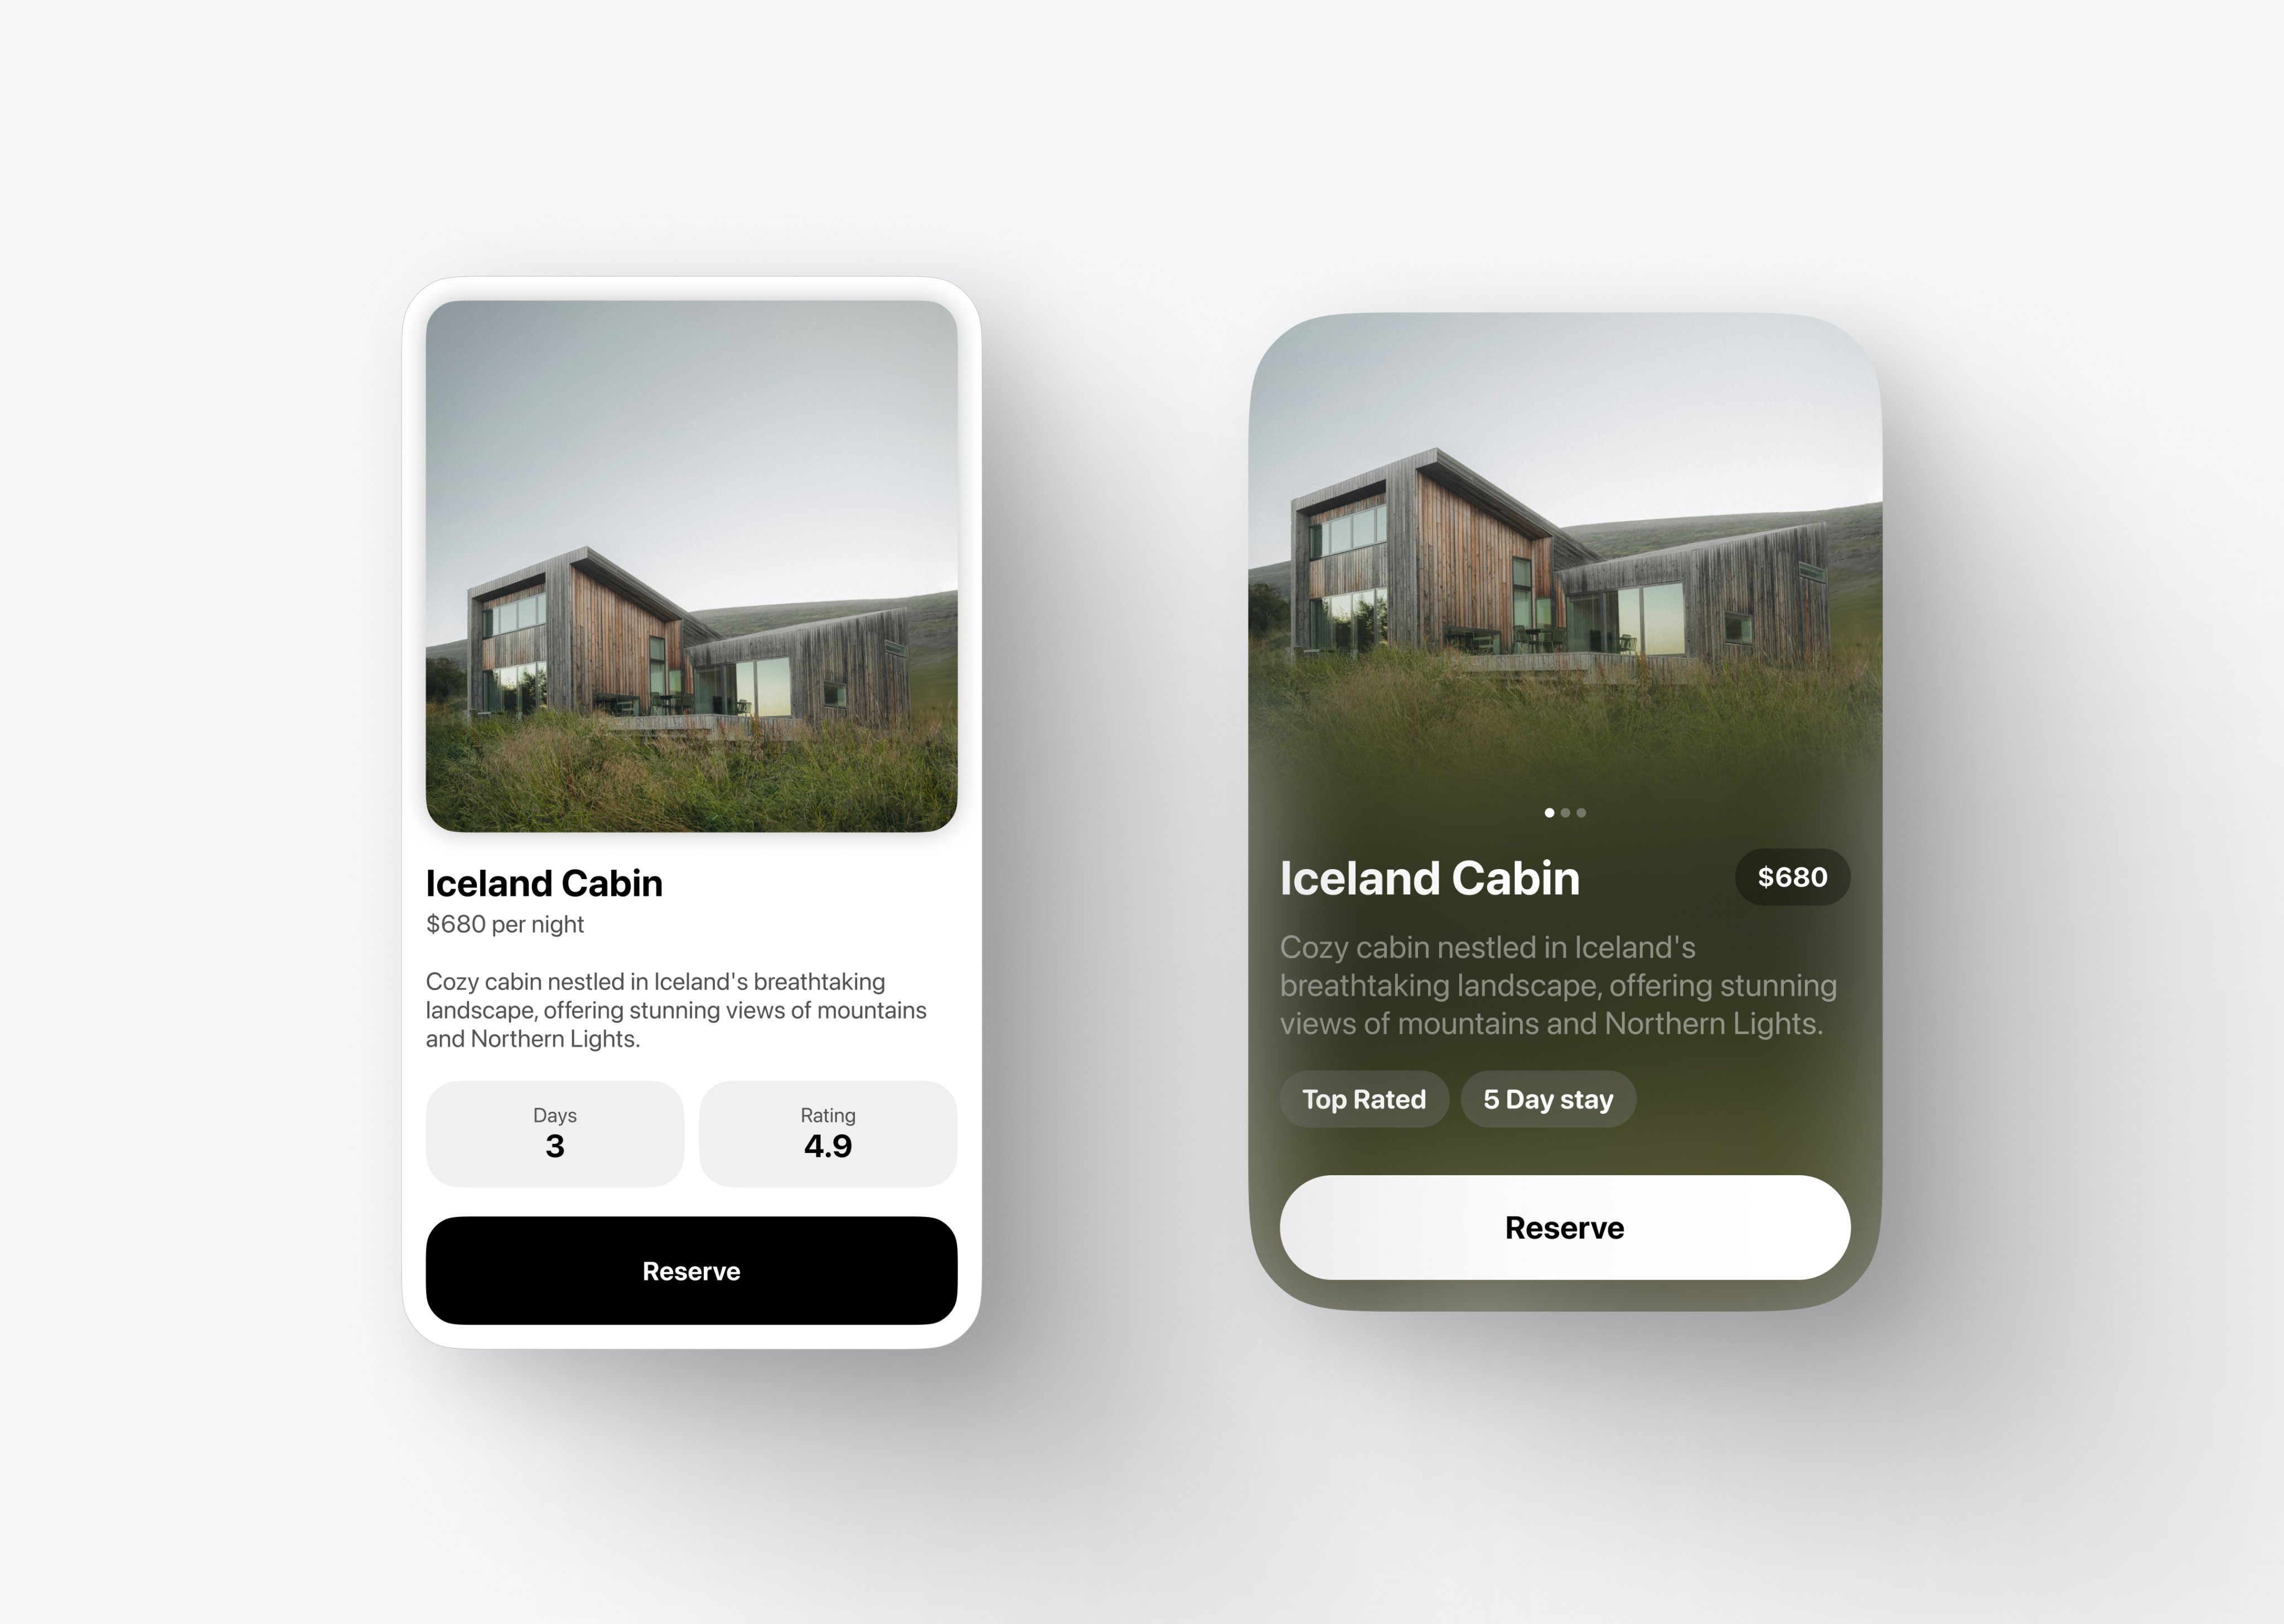 Iceland Cabin
$680 per night
Cozy cabin nestled in Iceland's breathtaking
landscape, offering stunning views of mountains
and Northern Lights.
Days
3
Rating
4.9
Reserve
Iceland Cabin
$680
Cozy cabin nestled in Iceland's
breathtaking landscape, offering stunning
views of mountains and Northern Lights.
Top Rated
5 Day stay
Reserve